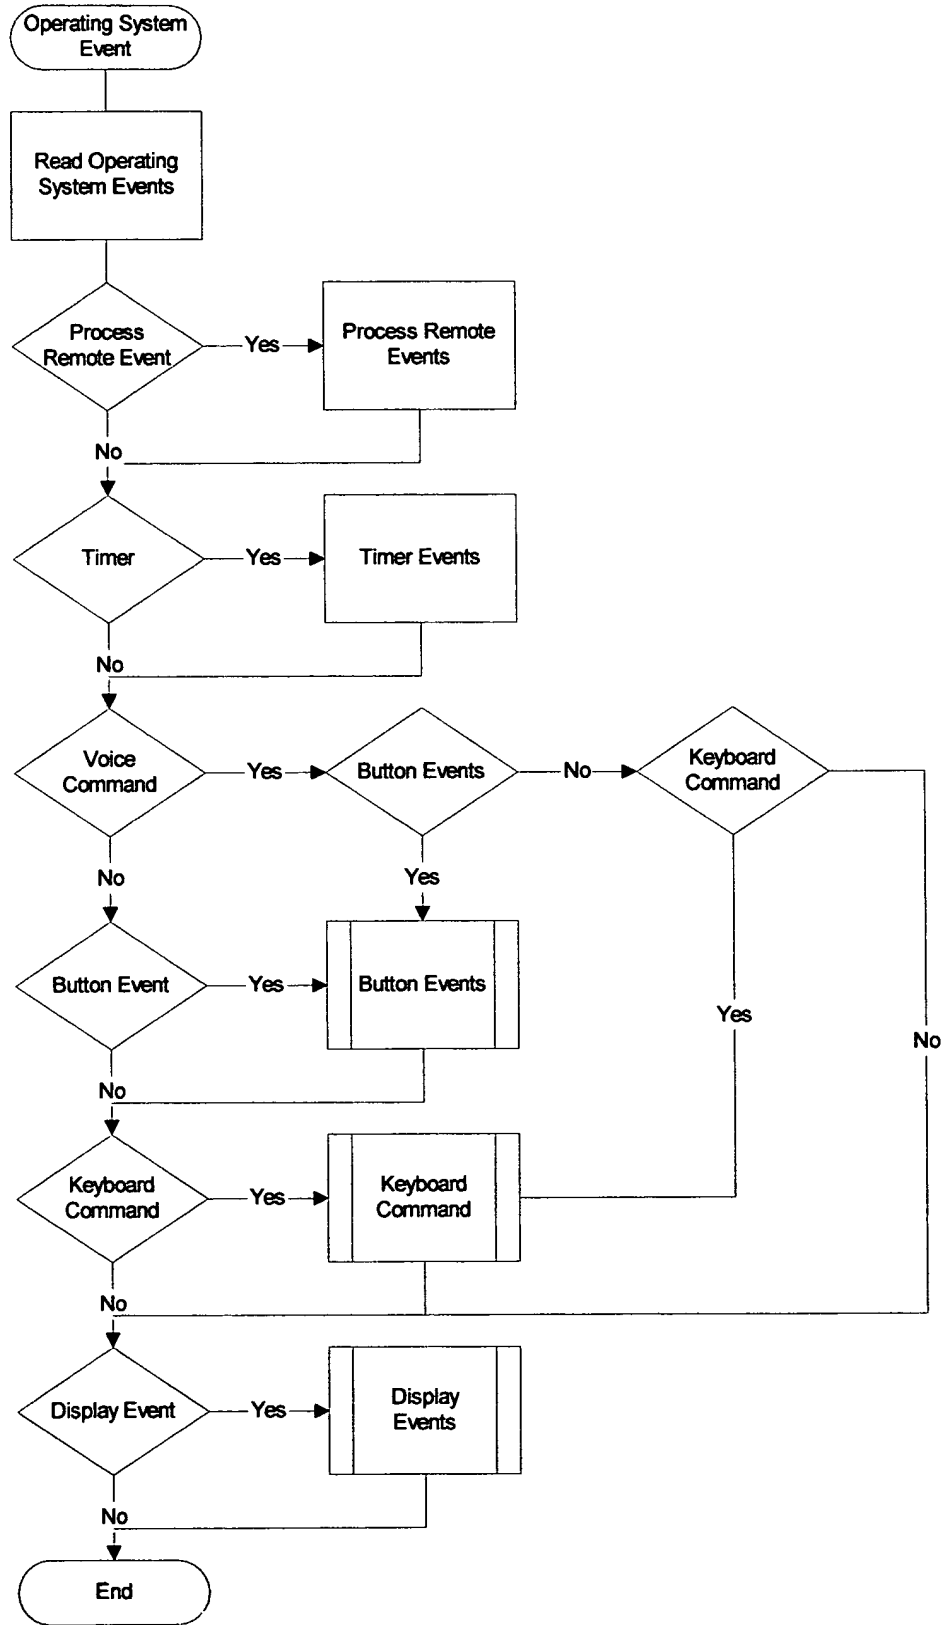 Operating System
Event
Read Operating
System Events
Process
Remote Event
Yes
Process Remote
Events
No
Timer
Yes
Timer Events
No
Voice
Command
Yes
Button Events
No
Keyboard
Command
No
Yes
Button Event
Yes
Button Events
Yes
No
No
Keyboard
Command
Yes
Keyboard
Command
No
Display Event
Yes
Display
Events
No
End